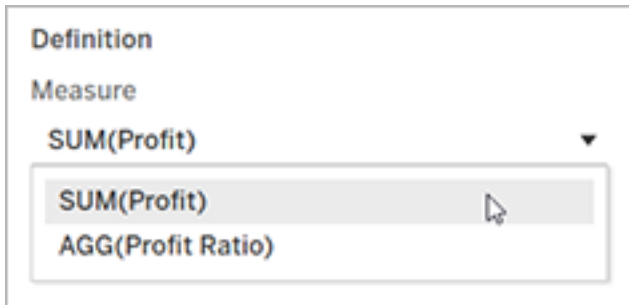 Definition
Measure
SUM(Profit)
SUM(Profit)
AGG(Profit Ratio)